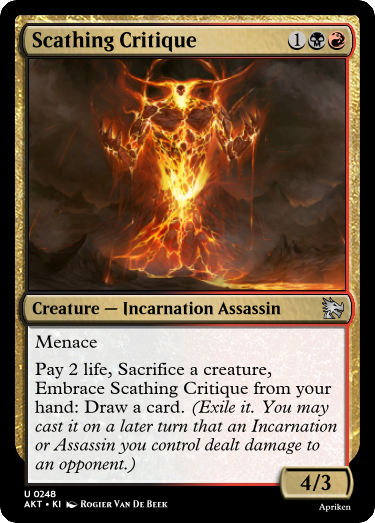 Scathing Critique 1
Creature — Incarnation Assassin
Menace
Pay 2 life, Sacrifice a creature,
Embrace Scathing Critique from your
hand: Draw a card. (Exile it. You may
cast it on a later turn that an Incarnation
or Assassin you control dealt damage to
an opponent.)
4/3
U 0248
AKT • KI Rogier Van De Beek
Apriken